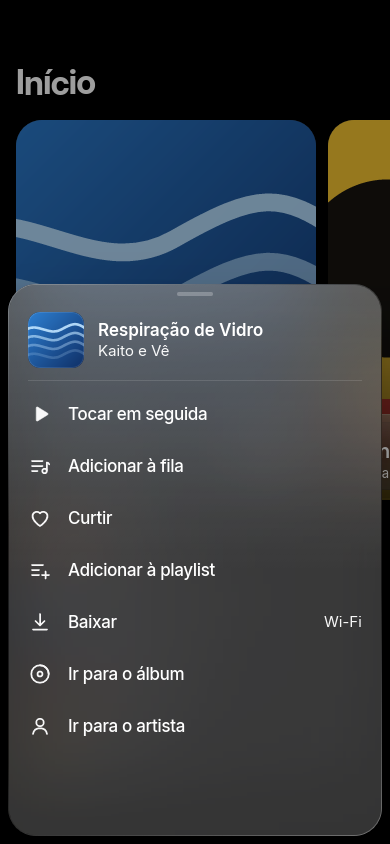 Início
Respiração de Vidro
Kaito e Vê
Tocar em seguida
Adicionar à fila
Curtir
Adicionar à playlist
Baixar
Wi-Fi
Ir para o álbum
Ir para o artista